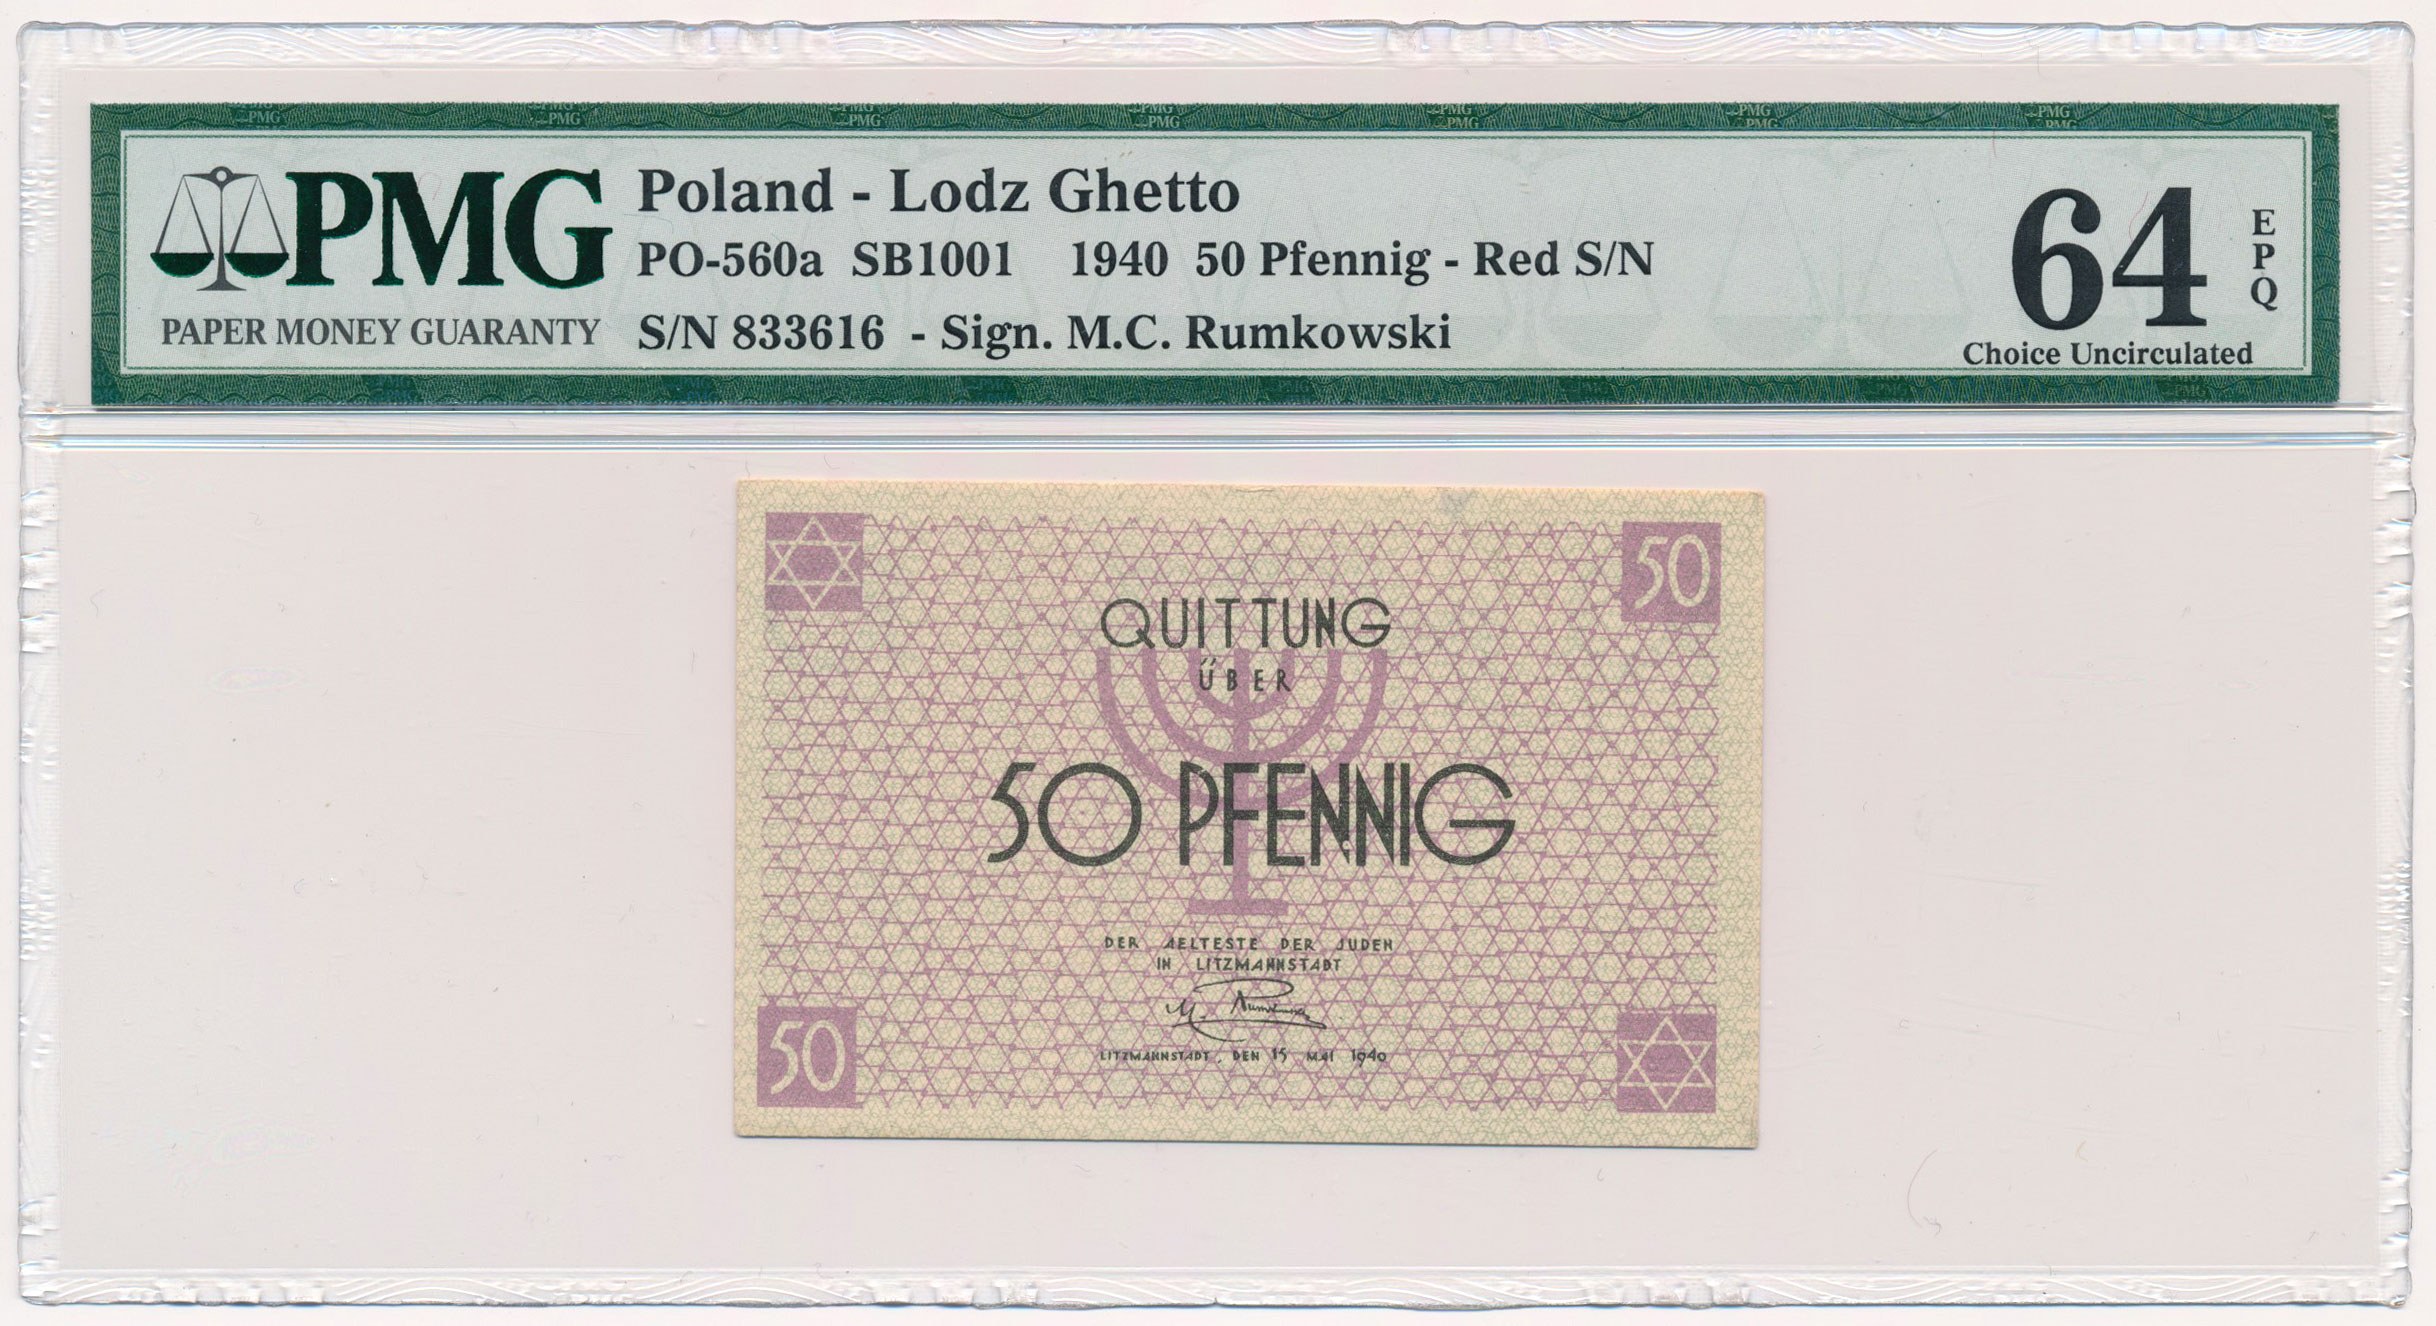 PMG
PAPER MONEY GUARANTY
Poland - Lodz Ghetto
PO-560a SB1001 1940 50 Pfennig - Red S/N
S/N 833616 - Sign. M.C. Rumkowski
64
EPQ
Choice Uncirculated
50
QUITTUNG
ÜBER
50 PFENNIG
DER AELTESTE DER JUDEN
IN LITZMANNSTADT
M. Rumkowski
LITZMANNSTADT, DEN 15 MAI 1940
50